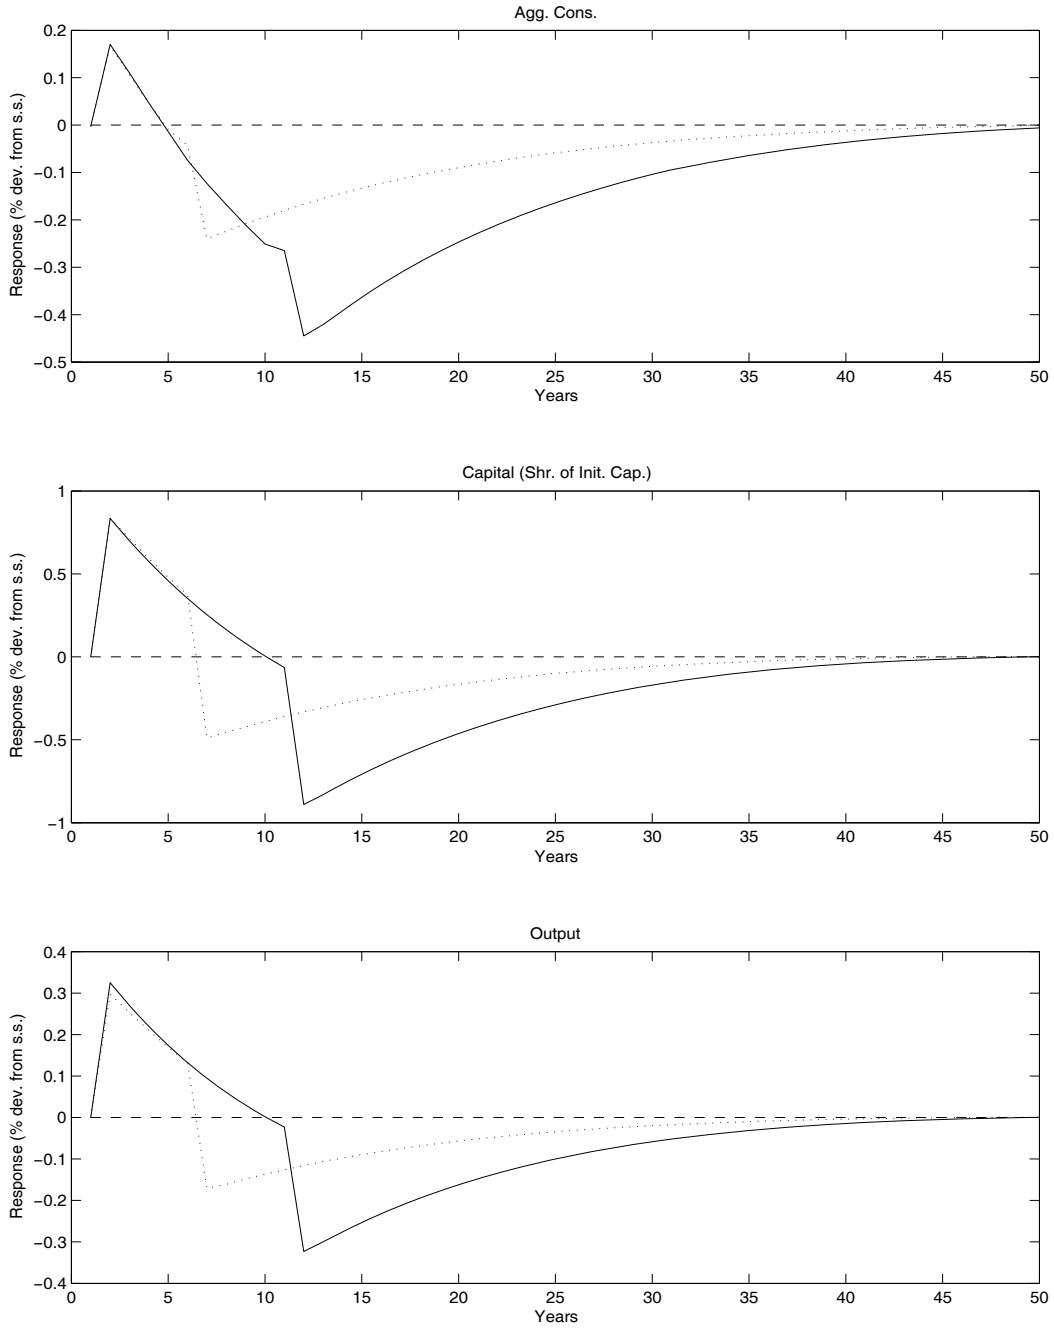 Agg. Cons.
Response (% dev. from s.s.)
0.2
0.1
0
−0.1
−0.2
−0.3
−0.4
−0.5
0 5 10 15 20 25 30 35 40 45 50
Years
Capital (Shr. of Init. Cap.)
Response (% dev. from s.s.)
1
0.5
0
−0.5
−1
0 5 10 15 20 25 30 35 40 45 50
Years
Output
Response (% dev. from s.s.)
0.4
0.3
0.2
0.1
0
−0.1
−0.2
−0.3
−0.4
0 5 10 15 20 25 30 35 40 45 50
Years